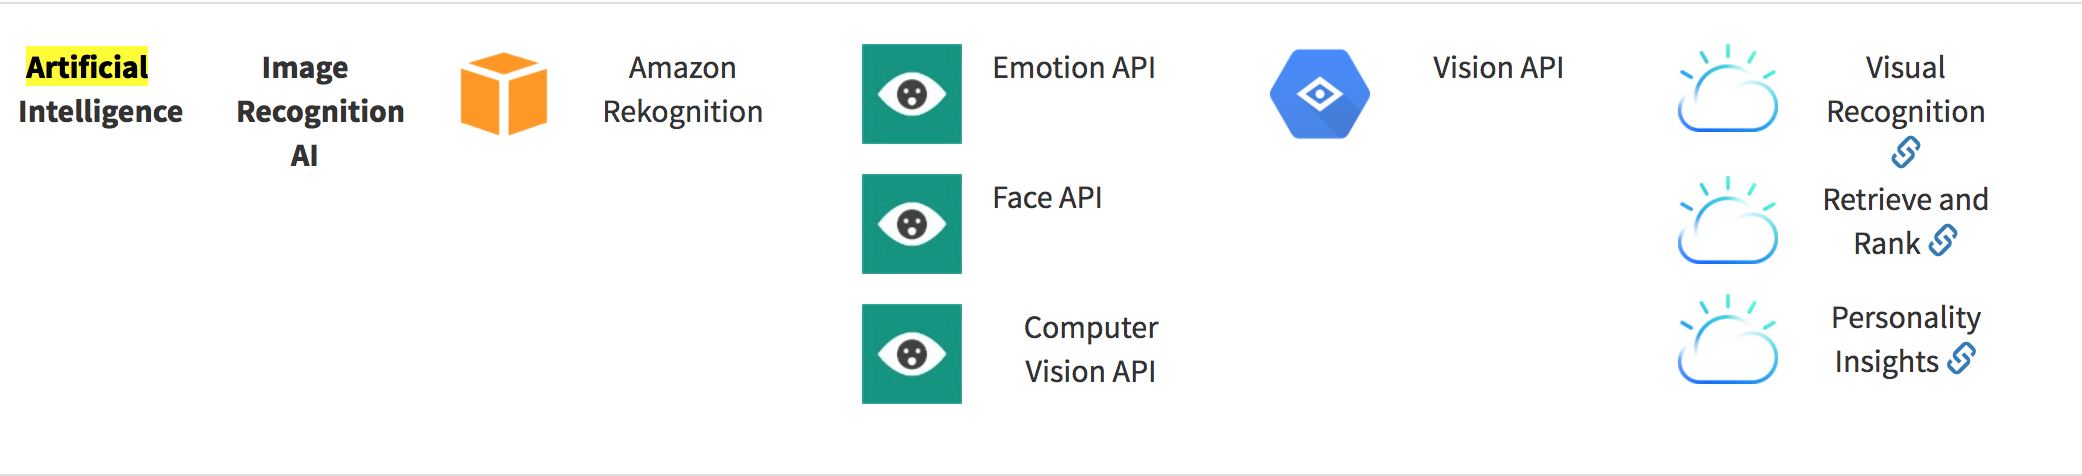 Artificial
Intelligence
Image
Recognition
AI
Amazon
Rekognition
Emotion API
Face API
Computer
Vision API
Vision API
Visual
Recognition
Retrieve and
Rank
Personality
Insights